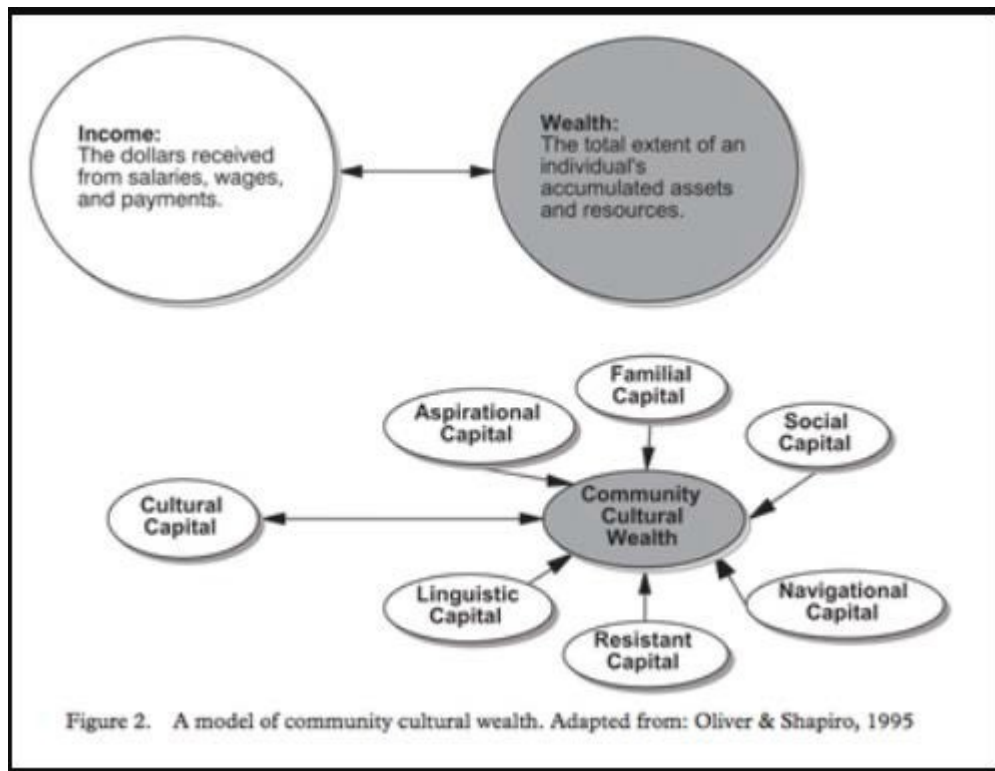 Income:
The dollars received
from salaries, wages,
and payments.
Wealth:
The total extent of an
individual's
accumulated assets
and resources.
Familial
Capital
Aspirational
Capital
Social
Capital
Cultural
Capital
Community
Cultural
Wealth
Linguistic
Capital
Navigational
Capital
Resistant
Capital
Figure 2. A model of community cultural wealth. Adapted from: Oliver & Shapiro, 1995